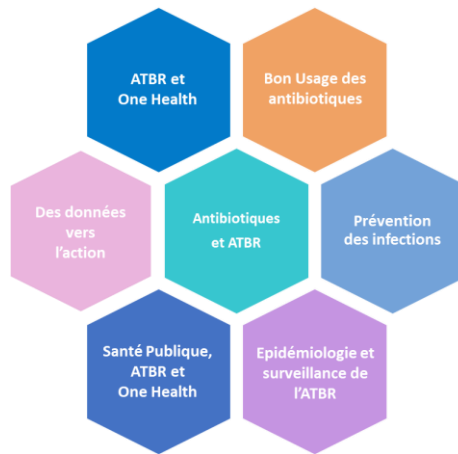 ATBR et
One Health
Bon Usage des
antibiotiques
Des données
vers
l'action
Antibiotiques
et ATBR
Prévention
des infections
Santé Publique,
ATBR et
One Health
Epidémiologie et
surveillance de
l'ATBR